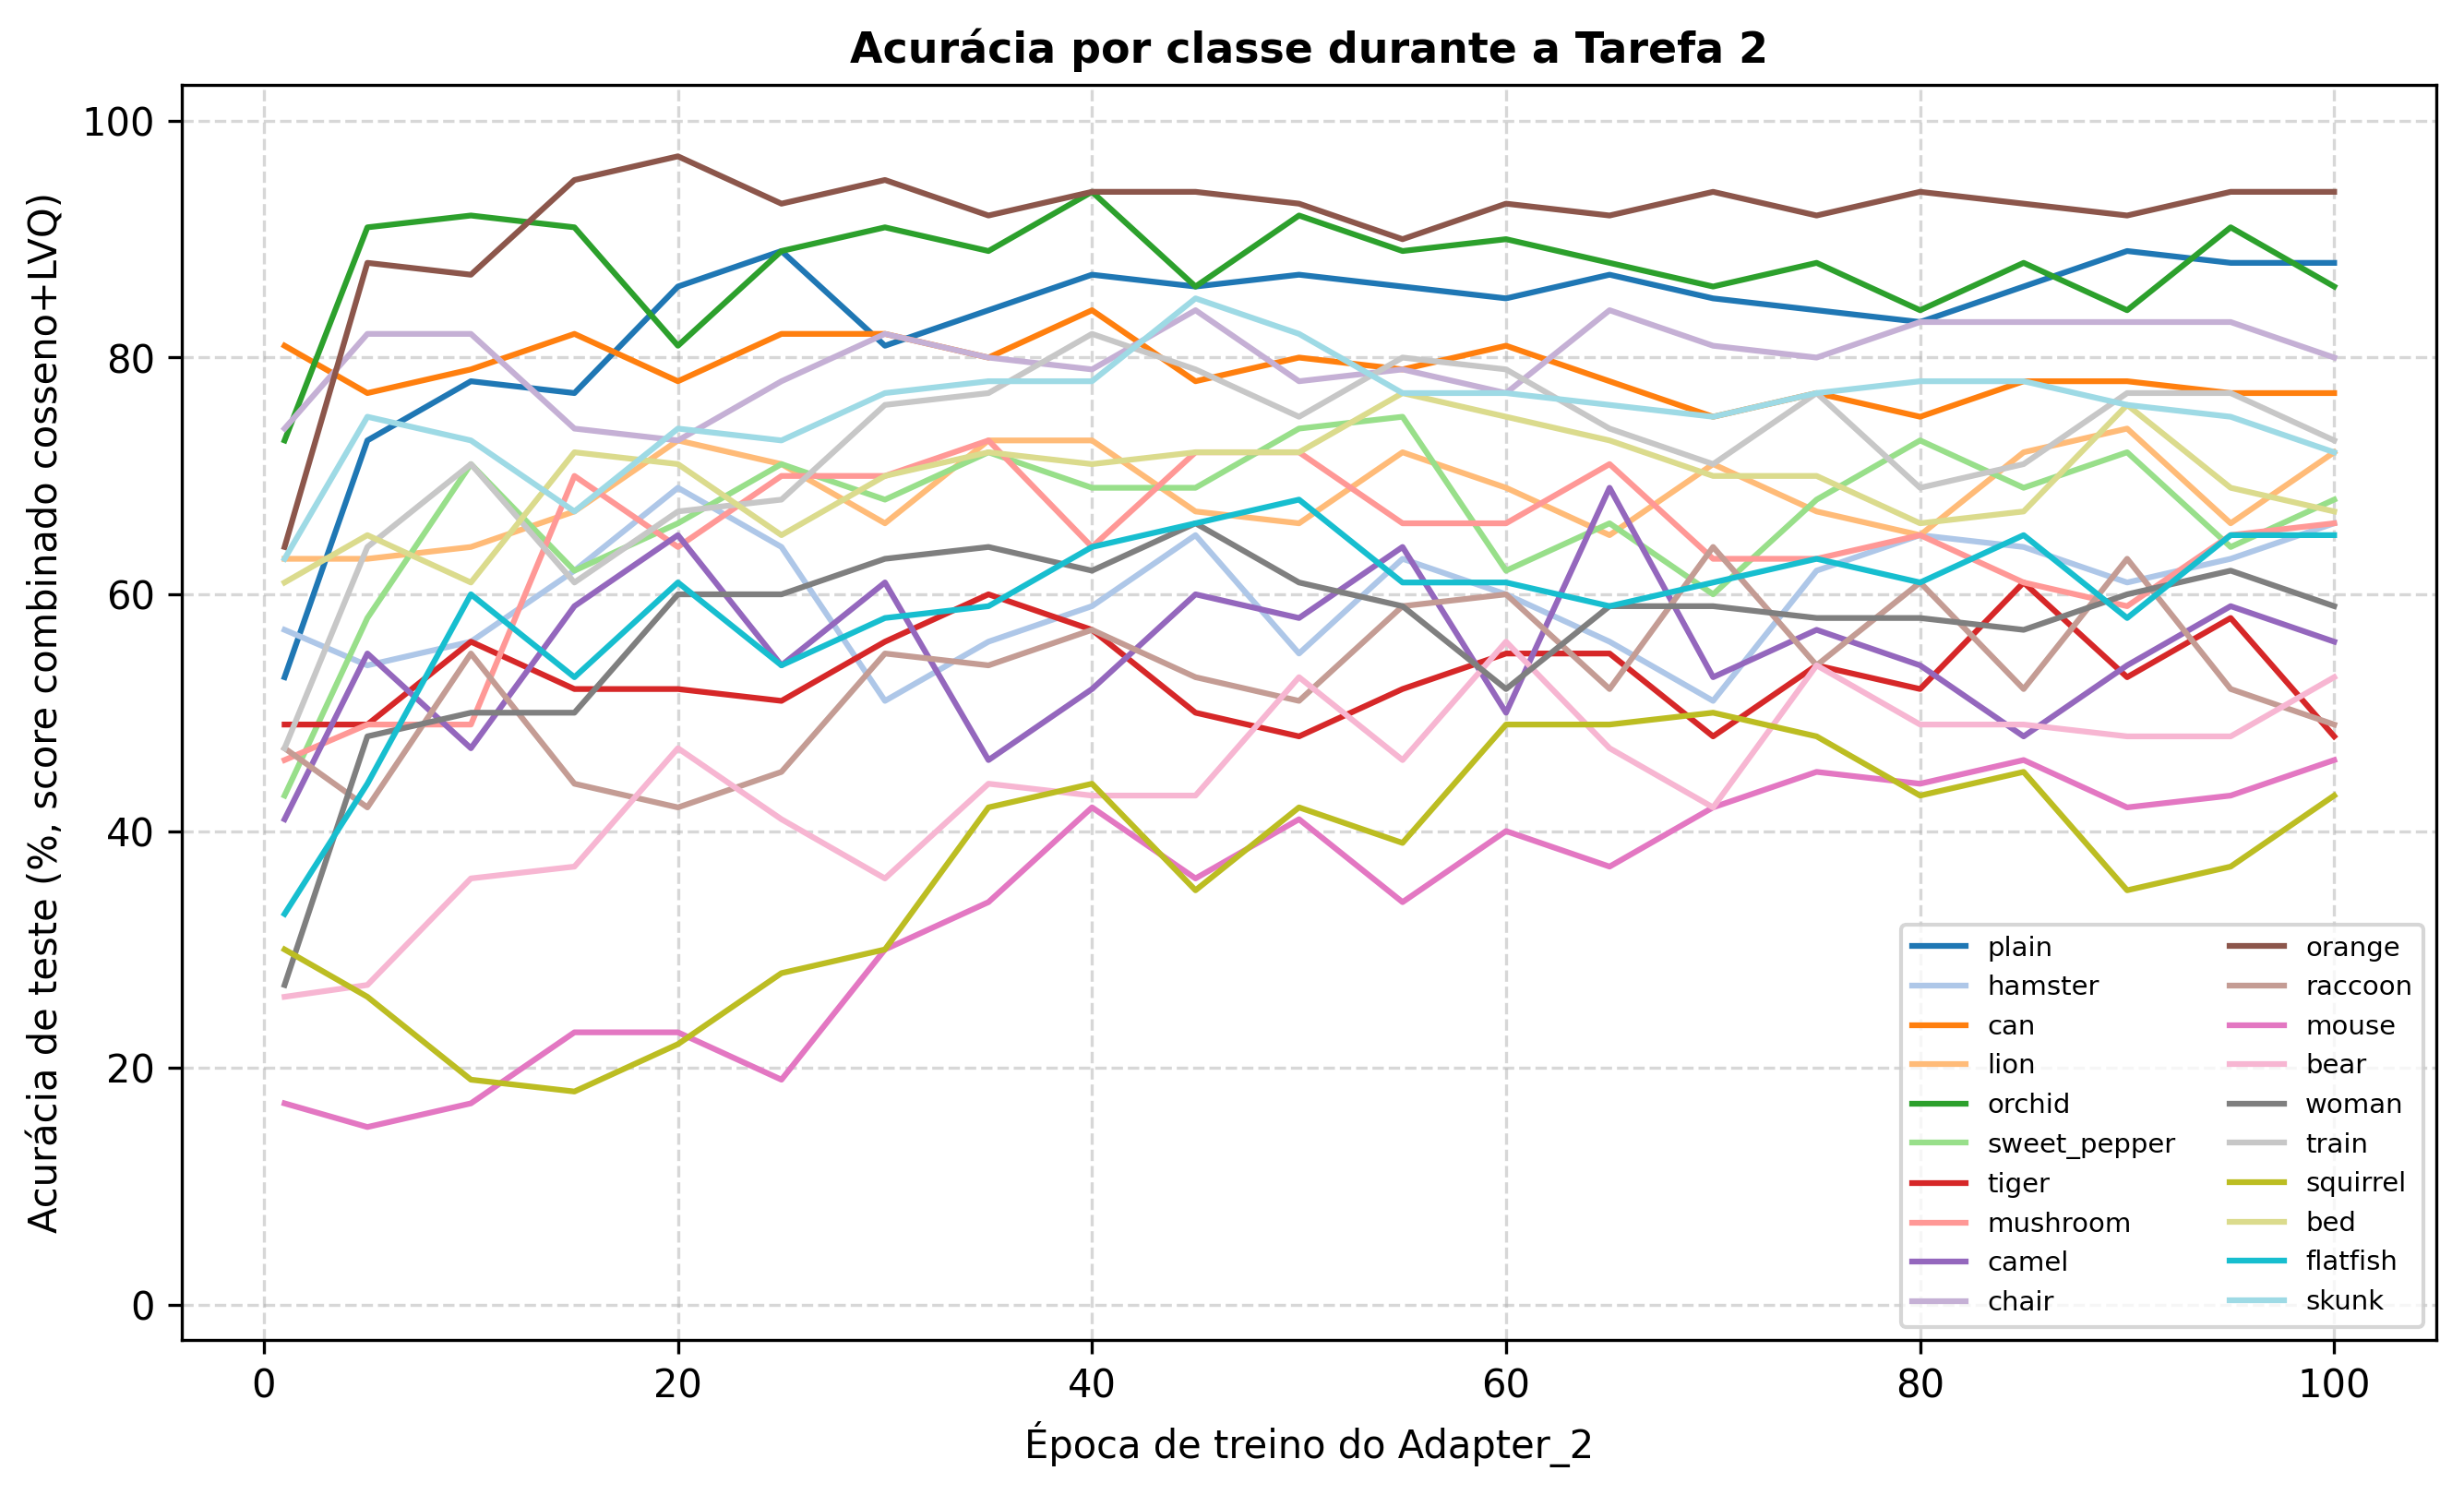 Acurácia por classe durante a Tarefa 2
Acurácia de teste (%, score combinado cosseno+LVQ)
100
80
60
40
20
0
0
20
40
60
80
100
Época de treino do Adapter_2
plain
hamster
can
lion
orchid
sweet_pepper
tiger
mushroom
camel
chair
orange
raccoon
mouse
bear
woman
train
squirrel
bed
flatfish
skunk